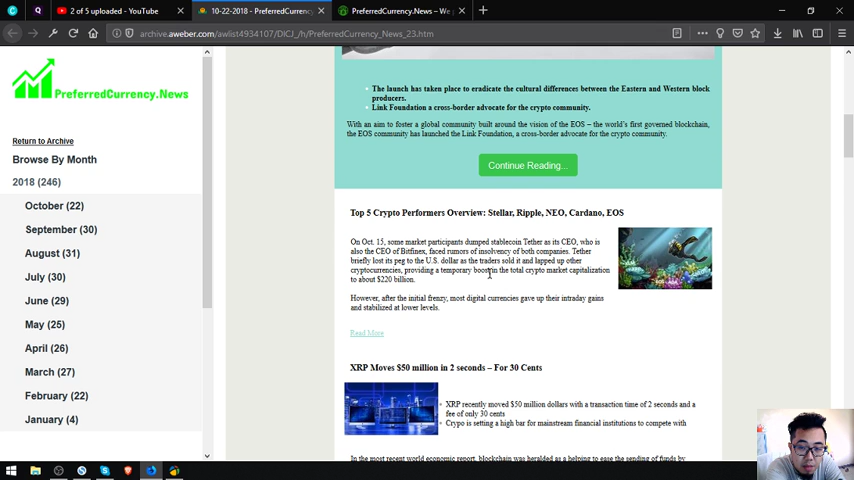 2 of 5 uploaded - YouTube
10-22-2018 - PreferredCurrency
PreferredCurrency.News – We p
archive.aweber.com/awlist4934107/DICJ_/h/PreferredCurrency_News_23.htm
PreferredCurrency.News
Return to Archive
Browse By Month
2018 (246)
October (22)
September (30)
August (31)
July (30)
June (29)
May (25)
April (26)
March (27)
February (22)
January (4)
The launch has taken place to eradicate the cultural differences between the Eastern and Western block
producers.
Link Foundation a cross-border advocate for the crypto community.
With an aim to foster a global community built around the vision of the EOS – the world's first governed blockchain,
the EOS community has launched the Link Foundation, a cross-border advocate for the crypto community.
Continue Reading...
Top 5 Crypto Performers Overview: Stellar, Ripple, NEO, Cardano, EOS
On Oct. 15, some market participants dumped stablecoin Tether as its CEO, who is
also the CEO of Bitfinex, faced rumors of insolvency of both companies. Tether
briefly lost its peg to the U.S. dollar as the traders sold it and lapped up other
cryptocurrencies, providing a temporary boost in the total crypto market capitalization
to about $220 billion.
However, after the initial frenzy, most digital currencies gave up their intraday gains
and stabilized at lower levels.
Read More
XRP Moves $50 million in 2 seconds – For 30 Cents
XRP recently moved $50 million dollars with a transaction time of 2 seconds and a
fee of only 30 cents
Crypo is setting a high bar for mainstream financial institutions to compete with
In the most recent world economic report, blockchain was heralded as a helping to ease the sending of funds by